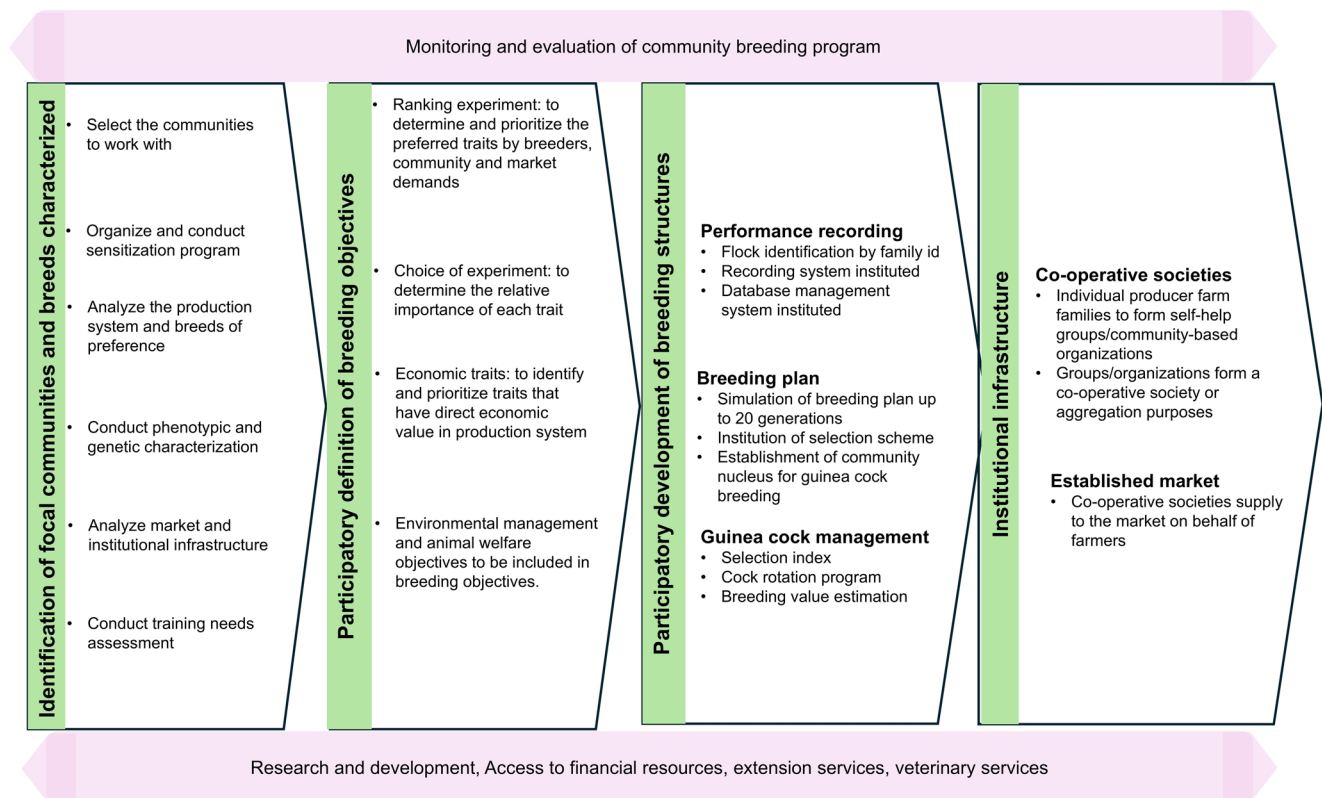 Monitoring and evaluation of community breeding program
Identification of focal communities and breeds characterized
• Select the communities
to work with
• Organize and conduct
sensitization program
• Analyze the production
system and breeds of
preference
• Conduct phenotypic and
genetic characterization
• Analyze market and
institutional infrastructure
• Conduct training needs
assessment
Participatory definition of breeding objectives
• Ranking experiment: to
determine and prioritize the
preferred traits by breeders,
community and market
demands
• Choice of experiment: to
determine the relative
importance of each trait
• Economic traits: to identify
and prioritize traits that
have direct economic
value in production system
• Environmental management
and animal welfare
objectives to be included in
breeding objectives.
Participatory development of breeding structures
Performance recording
• Flock identification by family id
• Recording system instituted
• Database management
system instituted
Breeding plan
• Simulation of breeding plan up
to 20 generations
• Institution of selection scheme
• Establishment of community
nucleus for guinea cock
breeding
Guinea cock management
• Selection index
• Cock rotation program
• Breeding value estimation
Institutional infrastructure
Co-operative societies
• Individual producer farm
families to form self-help
groups/community-based
organizations
• Groups/organizations form a
co-operative society or
aggregation purposes
Established market
• Co-operative societies supply
to the market on behalf of
farmers
Research and development, Access to financial resources, extension services, veterinary services